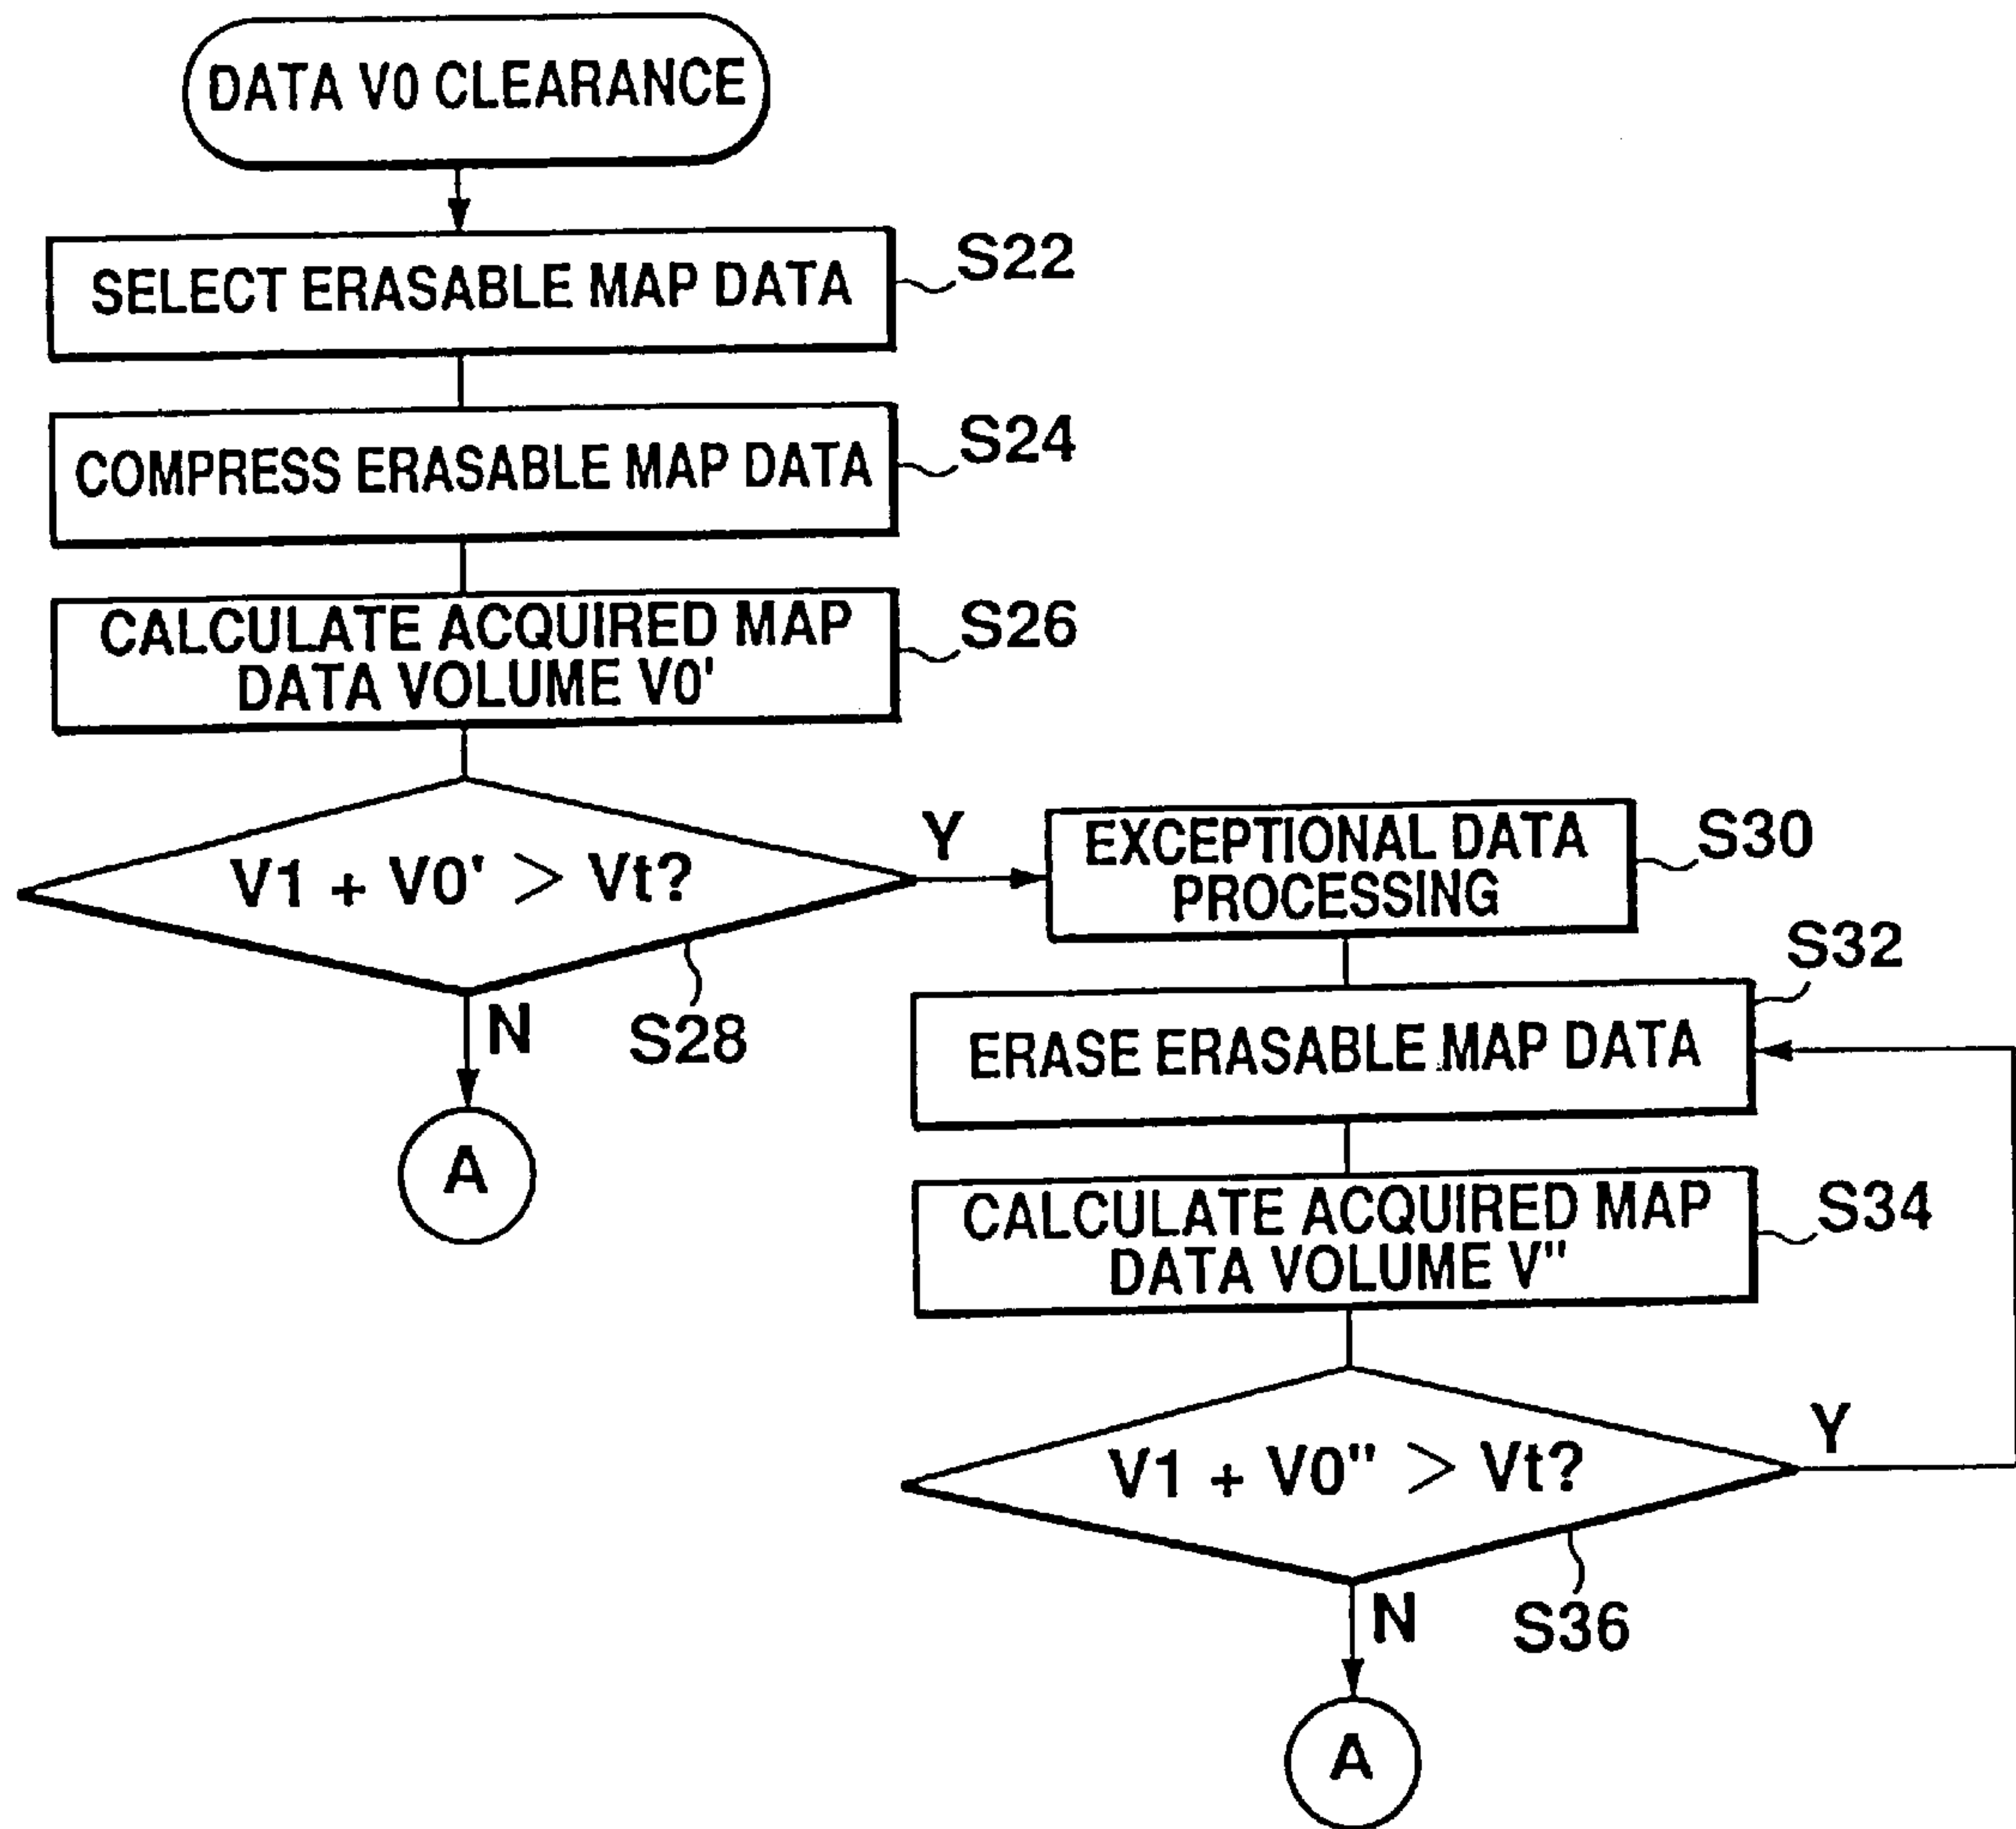 DATA V0 CLEARANCE
SELECT ERASABLE MAP DATA
S22
COMPRESS ERASABLE MAP DATA
S24
CALCULATE ACQUIRED MAP
DATA VOLUME V0'
S26
V1 + V0' > Vt?
Y
N
S28
A
EXCEPTIONAL DATA
PROCESSING
S30
ERASE ERASABLE MAP DATA
S32
CALCULATE ACQUIRED MAP
DATA VOLUME V"
S34
V1 + V0" > Vt?
Y
N
S36
A